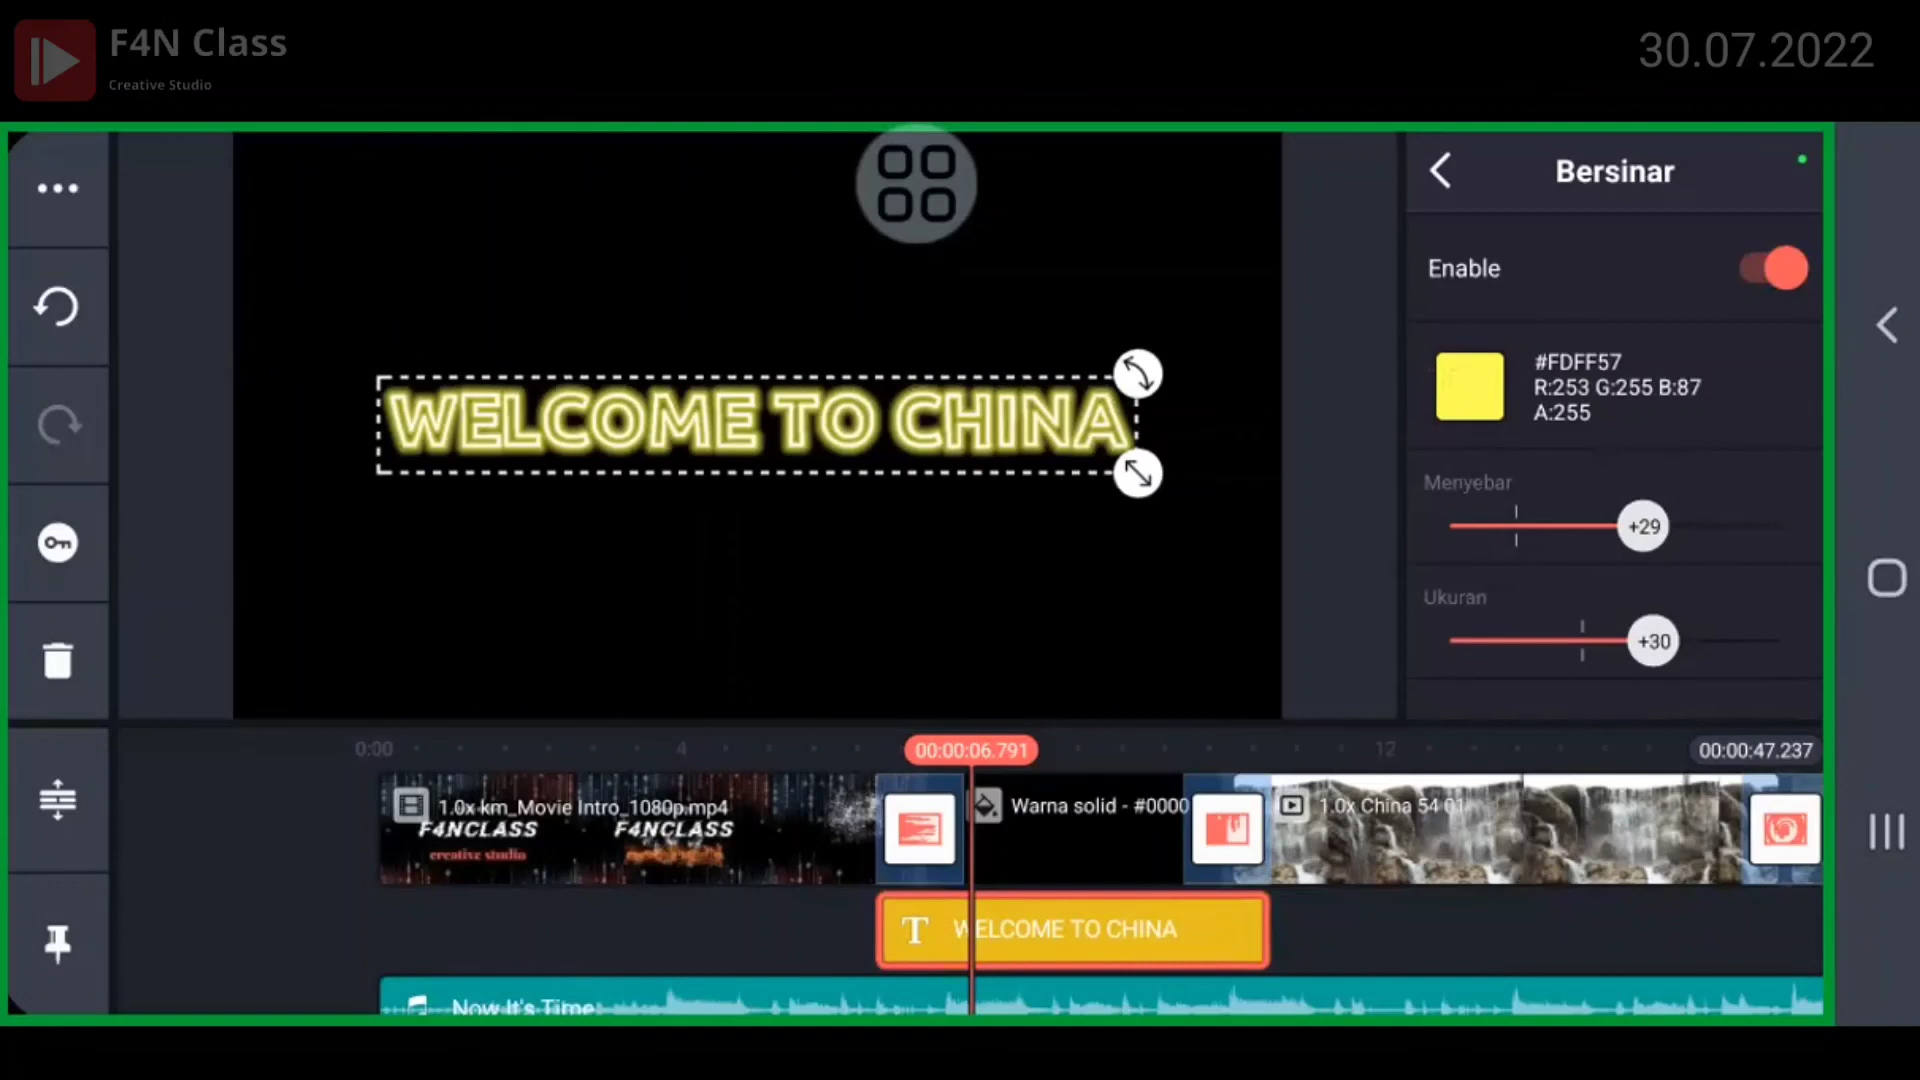 F4N Class
Creative Studio
30.07.2022
Bersinar
Enable
#FDFF57
R:253 G:255 B:87
A:255
Menyebar
+29
Ukuran
+30
WELCOME TO CHINA
0:00
4
00:00:06.791
12
00:00:47.237
1.0x km_Movie Intro_1080p.mp4
F4NCLASS
creative studio
F4NCLASS
Warna solid - #0000
1.0x China 54 01
T WELCOME TO CHINA
Now It's Time